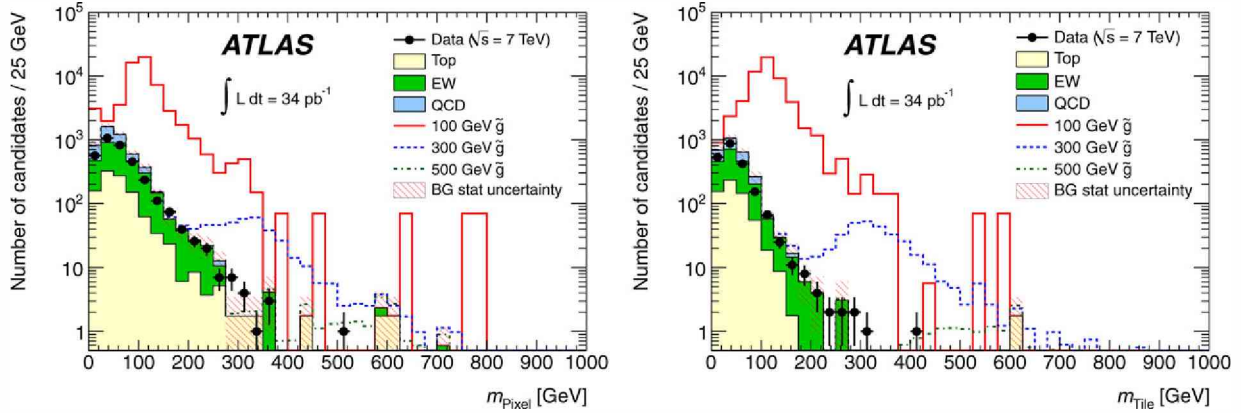 Number of candidates / 25 GeV
10⁵
10⁴
10³
10²
10
1
ATLAS
∫ L dt = 34 pb⁻¹
Data (√s = 7 TeV)
Top
EW
QCD
100 GeV g̃
300 GeV g̃
500 GeV g̃
BG stat uncertainty
0 100 200 300 400 500 600 700 800 900 1000
m_Pixel [GeV]
Number of candidates / 25 GeV
10⁵
10⁴
10³
10²
10
1
ATLAS
∫ L dt = 34 pb⁻¹
Data (√s = 7 TeV)
Top
EW
QCD
100 GeV g̃
300 GeV g̃
500 GeV g̃
BG stat uncertainty
0 100 200 300 400 500 600 700 800 900 1000
m_Tile [GeV]